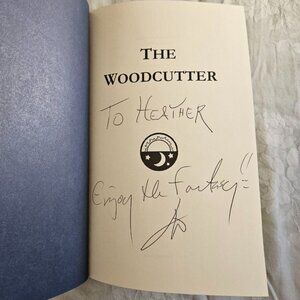 THE
WOODCUTTER
TO HEATHER
Enjoy the Fantasy!!